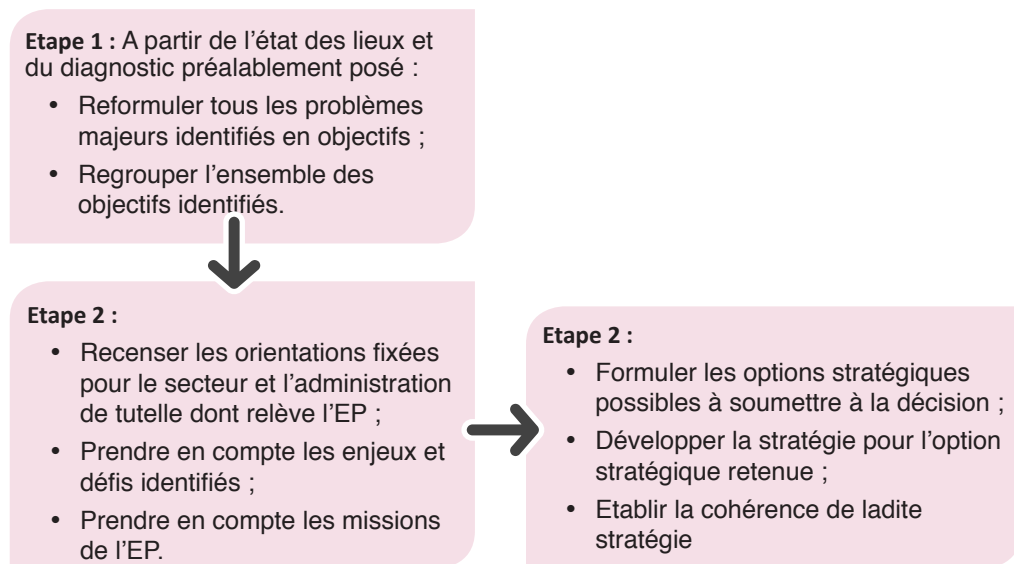 Etape 1 : A partir de l’état des lieux et
du diagnostic préalablement posé :
• Reformuler tous les problèmes
majeurs identifiés en objectifs ;
• Regrouper l’ensemble des
objectifs identifiés.
Etape 2 :
• Recenser les orientations fixées
pour le secteur et l’administration
de tutelle dont relève l’EP ;
• Prendre en compte les enjeux et
défis identifiés ;
• Prendre en compte les missions
de l’EP.
Etape 2 :
• Formuler les options stratégiques
possibles à soumettre à la décision ;
• Développer la stratégie pour l’option
stratégique retenue ;
• Etablir la cohérence de ladite
stratégie